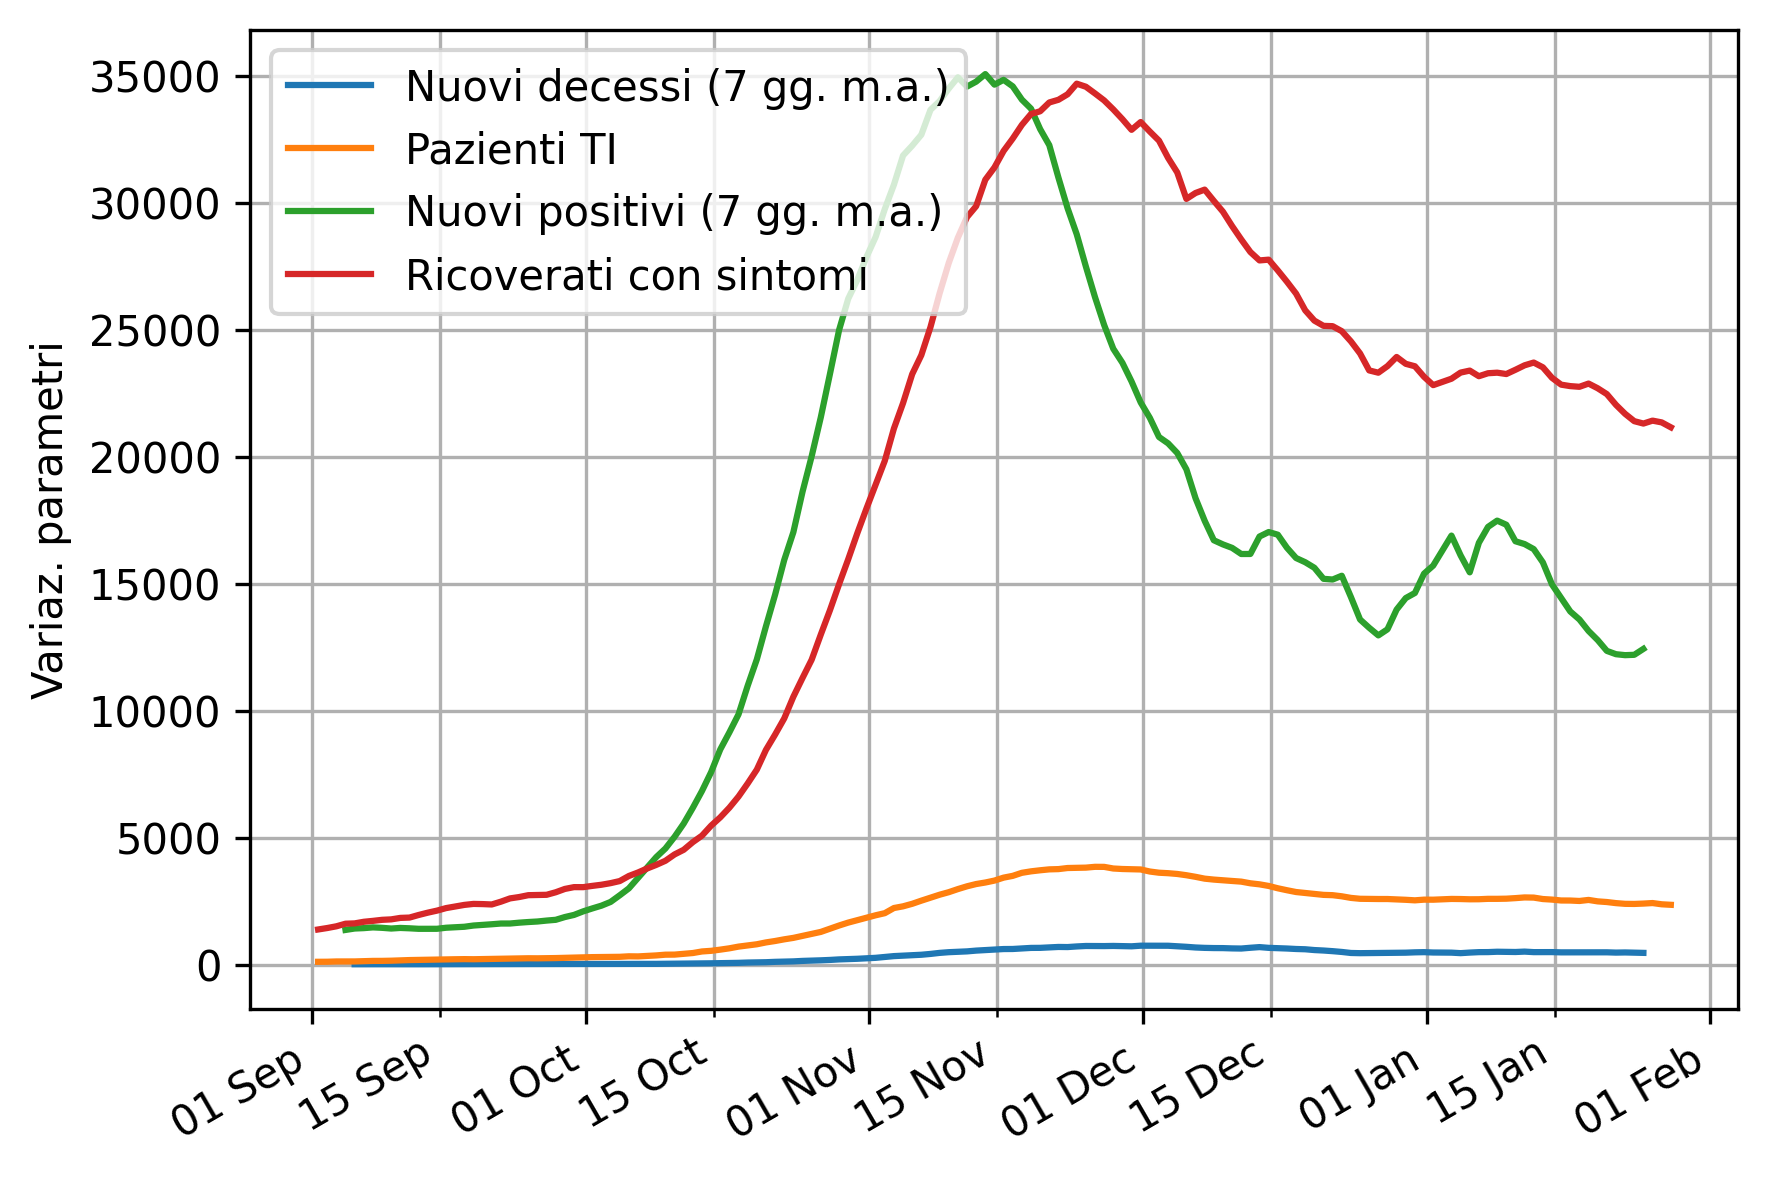 Nuovi decessi (7 gg. m.a.)
Pazienti TI
Nuovi positivi (7 gg. m.a.)
Ricoverati con sintomi
Variaz. parametri
35000
30000
25000
20000
15000
10000
5000
0
01 Sep
15 Sep
01 Oct
15 Oct
01 Nov
15 Nov
01 Dec
15 Dec
01 Jan
15 Jan
01 Feb